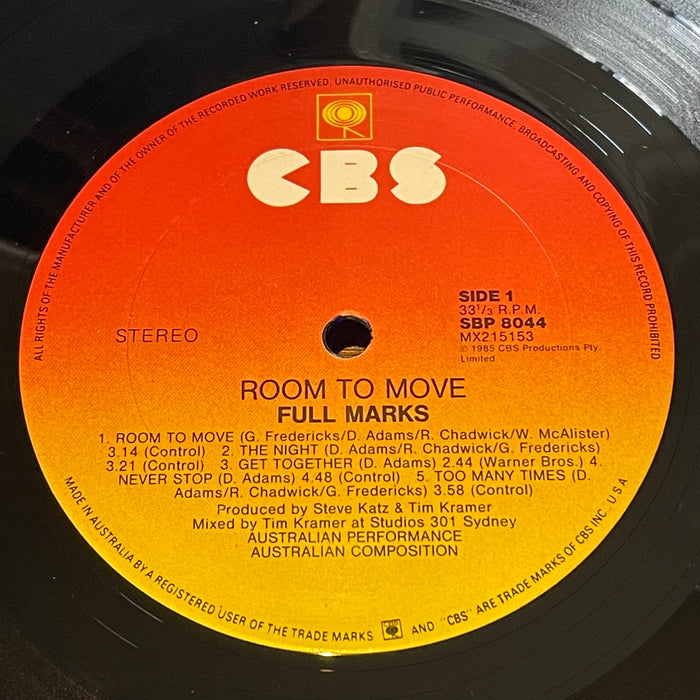 ALL RIGHTS OF THE MANUFACTURER AND OF THE OWNER OF THE RECORDED WORK RESERVED. UNAUTHORISED PUBLIC PERFORMANCE, BROADCASTING AND COPYING OF THIS RECORD PROHIBITED
CBS
SIDE 1
33 1/3 R.P.M.
SBP 8044
MX215153
℗ 1985 CBS Productions Pty.
Limited
STEREO
ROOM TO MOVE
FULL MARKS
1. ROOM TO MOVE (G. Fredericks/D. Adams/R. Chadwick/W. McAlister)
3.14 (Control) 2. THE NIGHT (D. Adams/R. Chadwick/G. Fredericks)
3.21 (Control) 3. GET TOGETHER (D. Adams) 2.44 (Warner Bros.) 4.
NEVER STOP (D. Adams) 4.48 (Control) 5. TOO MANY TIMES (D.
Adams/R. Chadwick/G. Fredericks) 3.58 (Control)
Produced by Steve Katz & Tim Kramer
Mixed by Tim Kramer at Studios 301 Sydney
AUSTRALIAN PERFORMANCE
AUSTRALIAN COMPOSITION
MADE IN AUSTRALIA BY A REGISTERED USER OF THE TRADE MARKS AND "CBS" ARE TRADE MARKS OF CBS INC. U.S.A